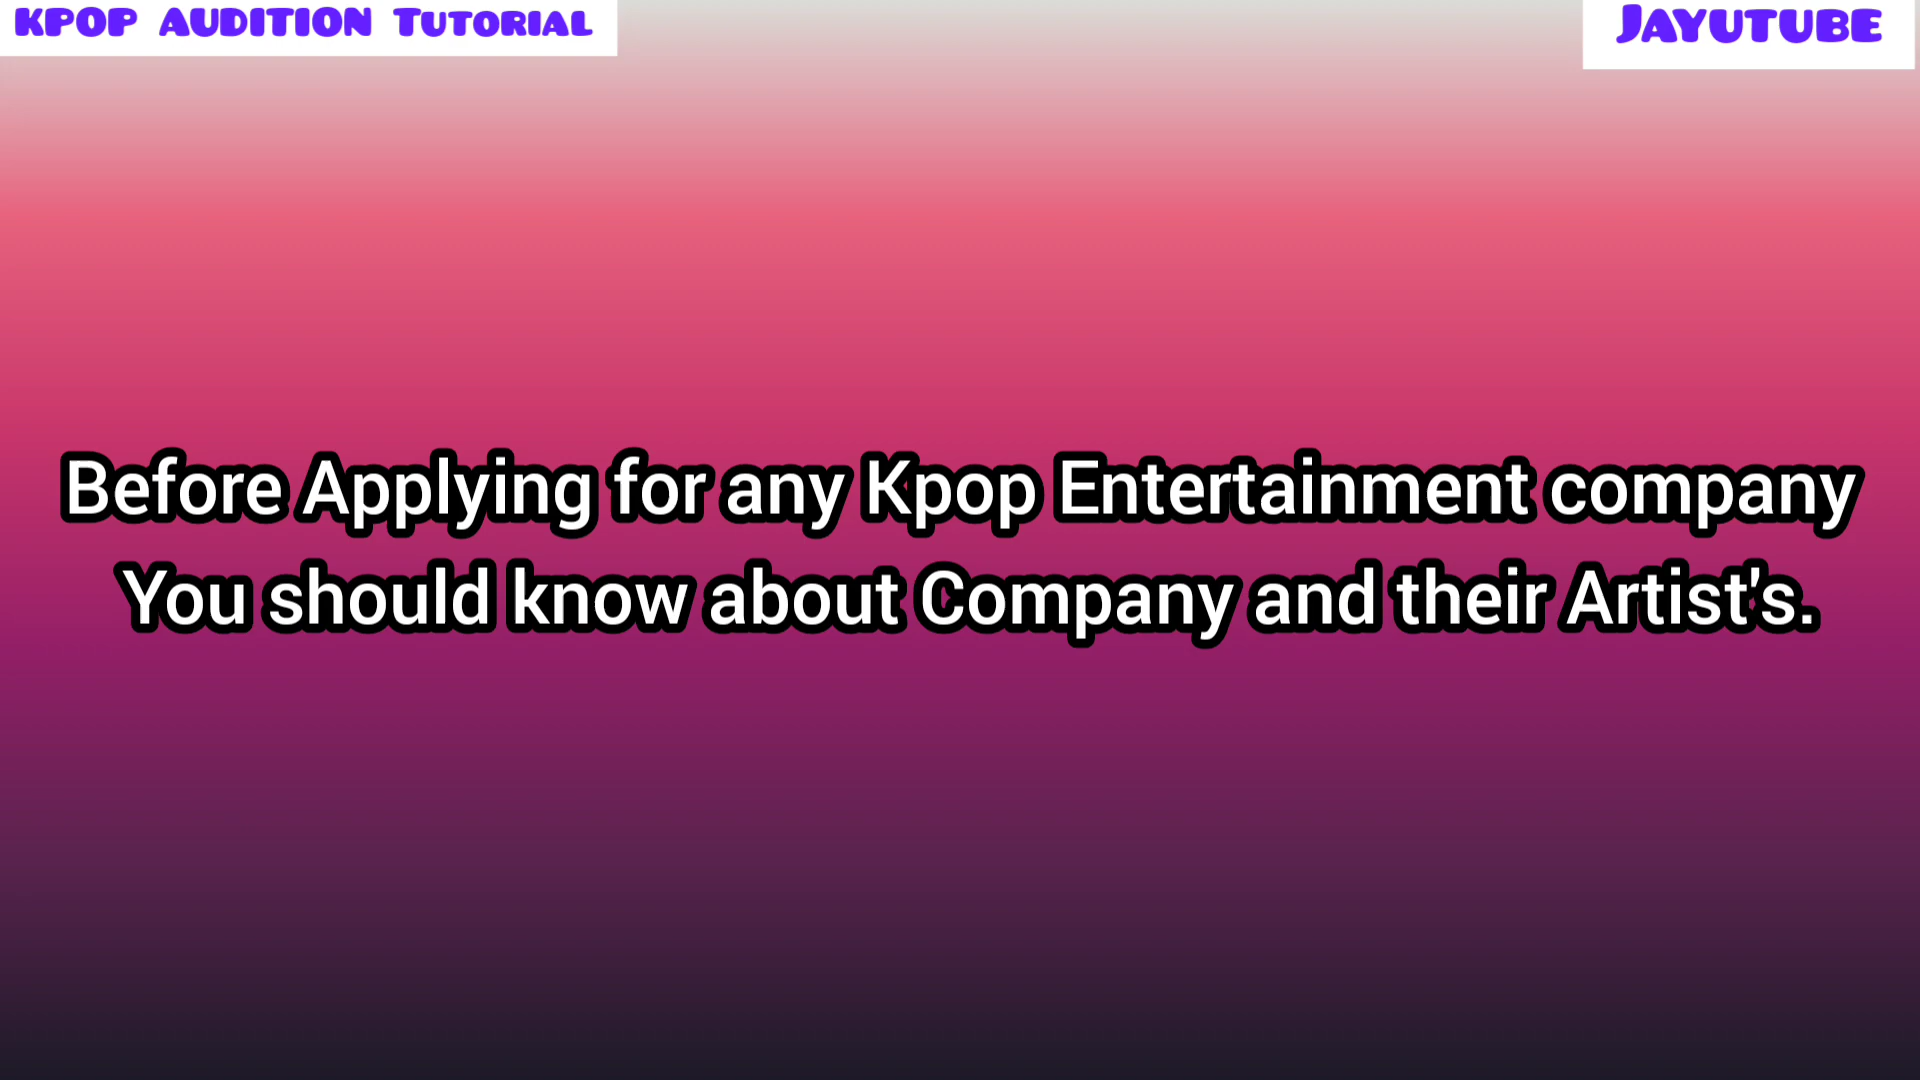 KPOP AUDITION Tutorial
JAYUTUBE
Before Applying for any Kpop Entertainment company
You should know about Company and their Artist's.